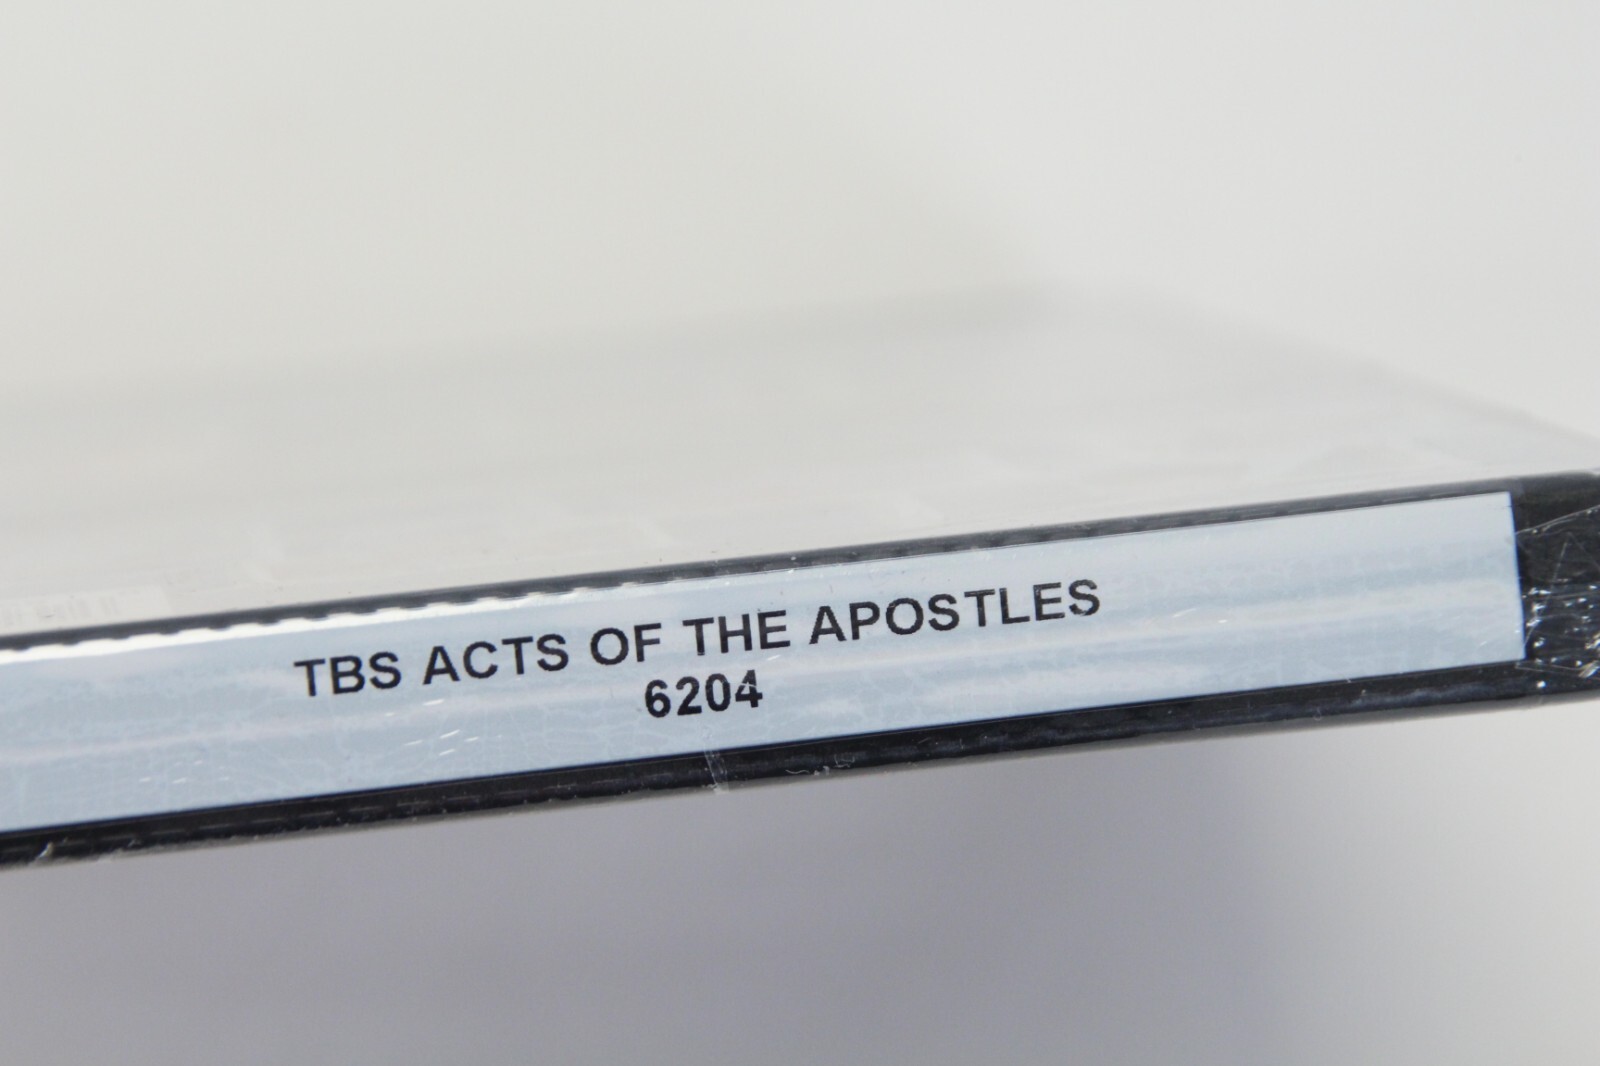 TBS ACTS OF THE APOSTLES
6204